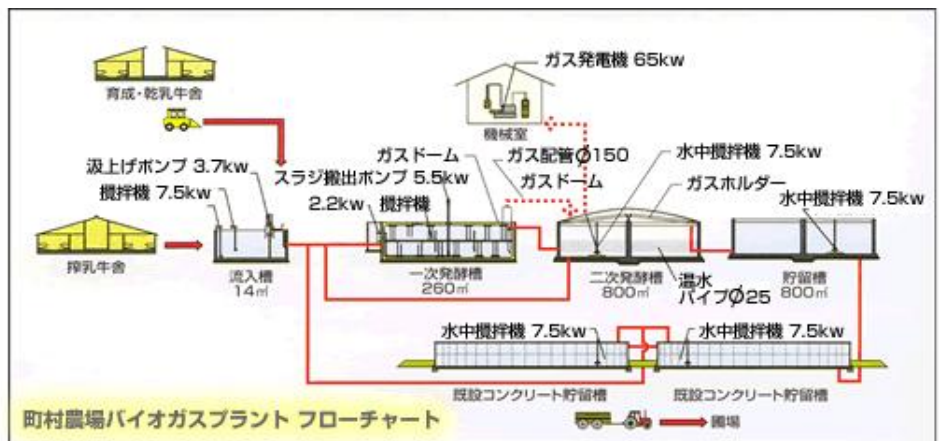 ガス発電機 65kw
育成・乾乳牛舎
機械室
汲上げポンプ 3.7kw
攪拌機 7.5kw
ガスドーム
スラジ搬出ポンプ 5.5kw
2.2kw 攪拌機
ガス配管Ø150
ガスドーム
水中攪拌機 7.5kw
ガスホルダー
水中攪拌機 7.5kw
搾乳牛舎
流入槽
14㎥
一次発酵槽
260㎥
二次発酵槽
800㎥
温水
パイプØ25
貯留槽
800㎥
水中攪拌機 7.5kw
水中攪拌機 7.5kw
既設コンクリート貯留槽
既設コンクリート貯留槽
町村農場バイオガスプラント フローチャート
圃場